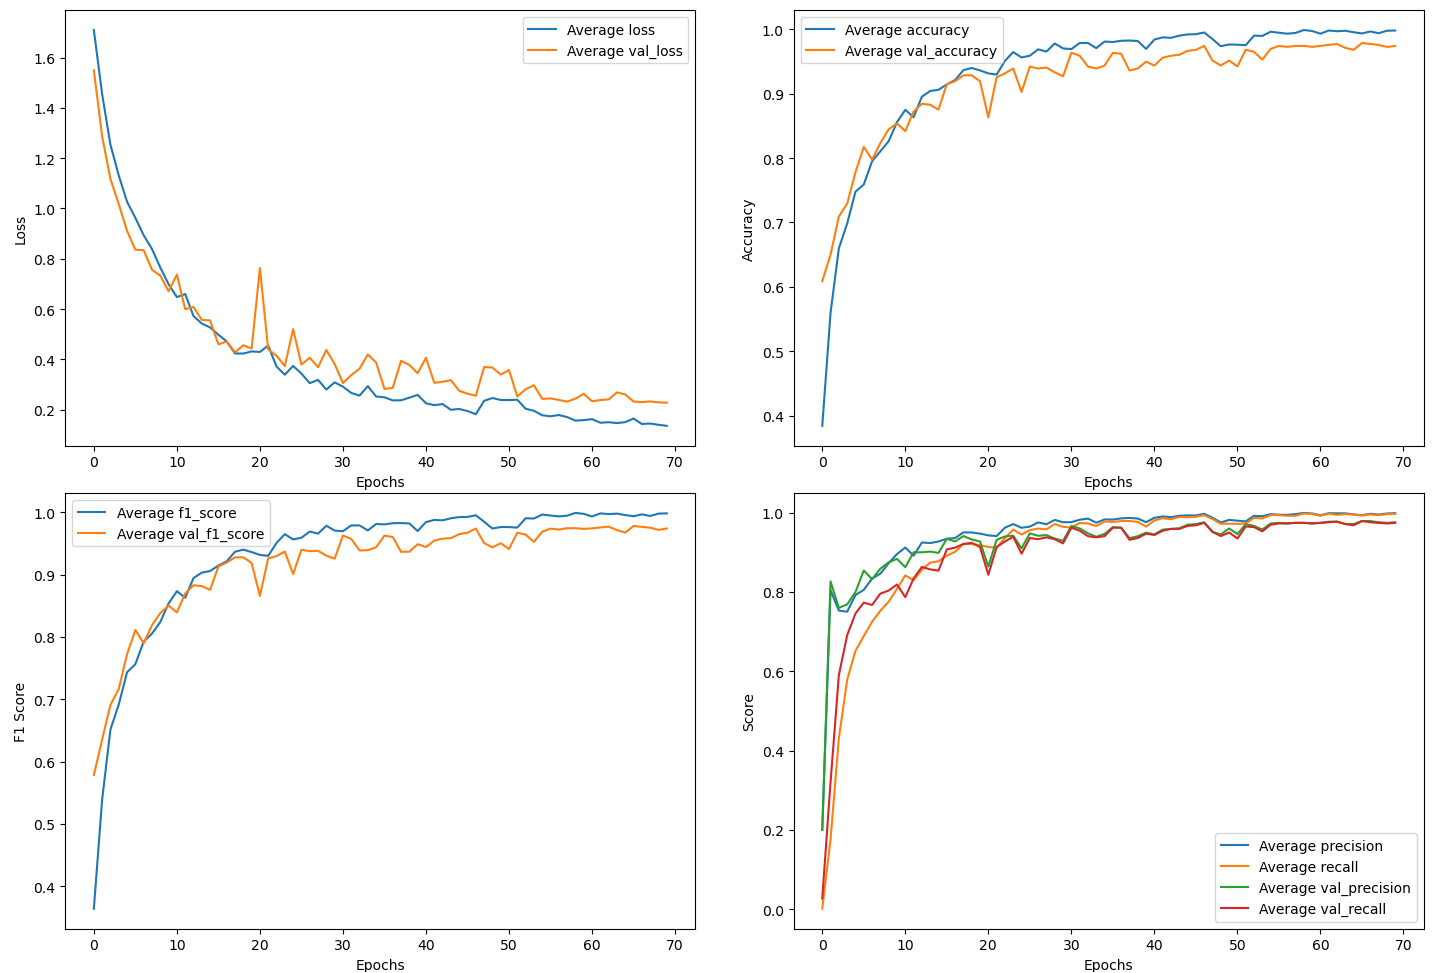 Average loss
Average val_loss
1.6
1.4
1.2
1.0
0.8
0.6
0.4
0.2
Loss
0 10 20 30 40 50 60 70
Epochs
Average accuracy
Average val_accuracy
1.0
0.9
0.8
0.7
0.6
0.5
0.4
Accuracy
0 10 20 30 40 50 60 70
Epochs
Average f1_score
Average val_f1_score
1.0
0.9
0.8
0.7
0.6
0.5
0.4
F1 Score
0 10 20 30 40 50 60 70
Epochs
1.0
0.8
0.6
0.4
0.2
0.0
Score
Average precision
Average recall
Average val_precision
Average val_recall
0 10 20 30 40 50 60 70
Epochs